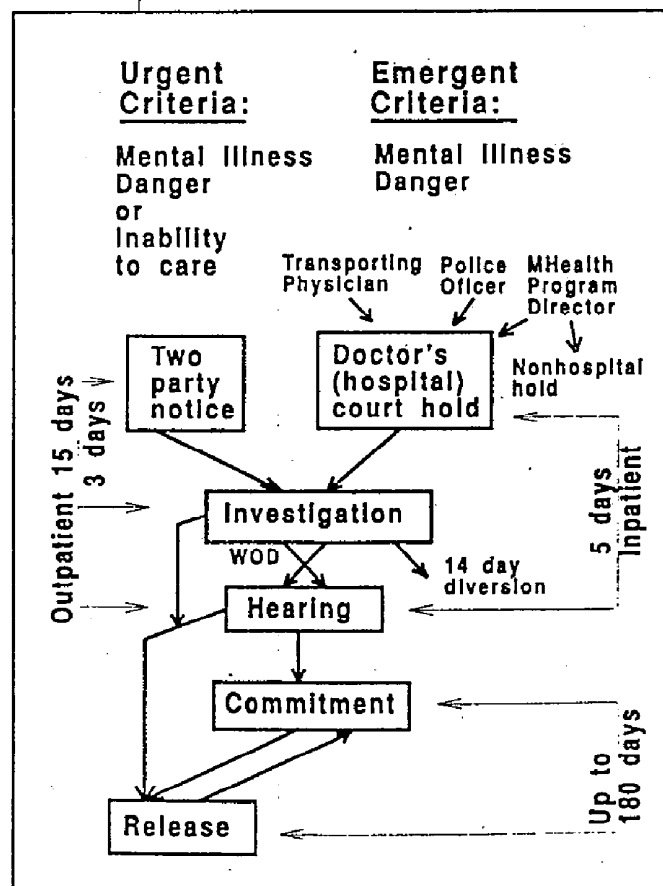 Urgent
Criteria:
Mental Illness
Danger
or
Inability
to care
Emergent
Criteria:
Mental Illness
Danger
Transporting
Physician
Police
Oficer
MHealth
Program
Director
Two
party
notice
Doctor's
(hospital)
court hold
Nonhospital
hold
Outpatient 15 days
3 days
Investigation
WOD
14 day
diversion
5 days
Inpatient
Hearing
Commitment
Up to
180 days
Release